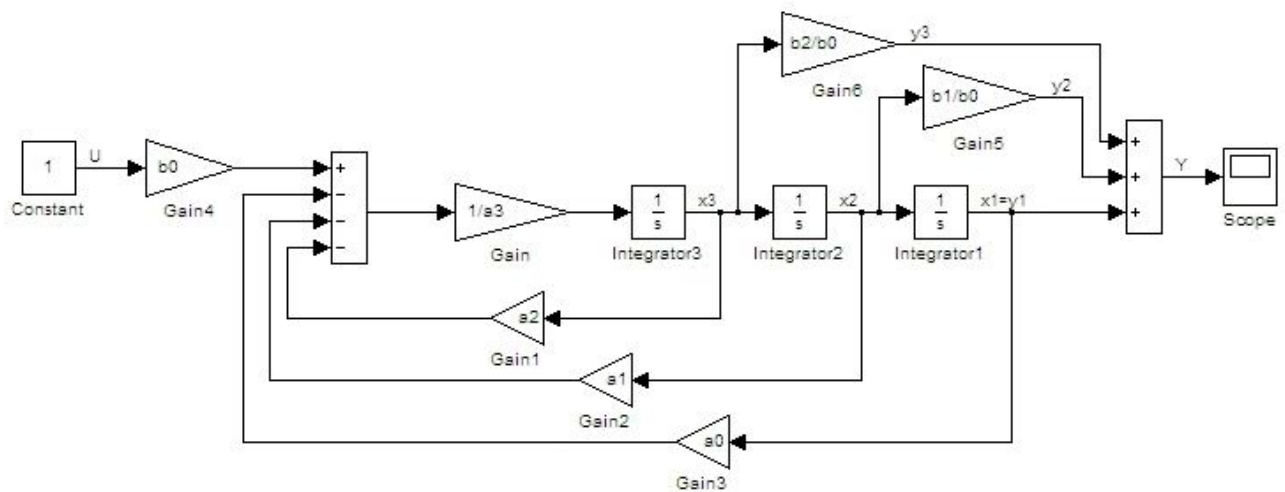 b2/b0
y3
Gain6
b1/b0
y2
Gain5
1
U
Constant
b0
Gain4
+
−
−
−
1/a3
Gain
1
s
Integrator3
x3
1
s
Integrator2
x2
1
s
Integrator1
x1=y1
+
+
+
Y
Scope
a2
Gain1
a1
Gain2
a0
Gain3